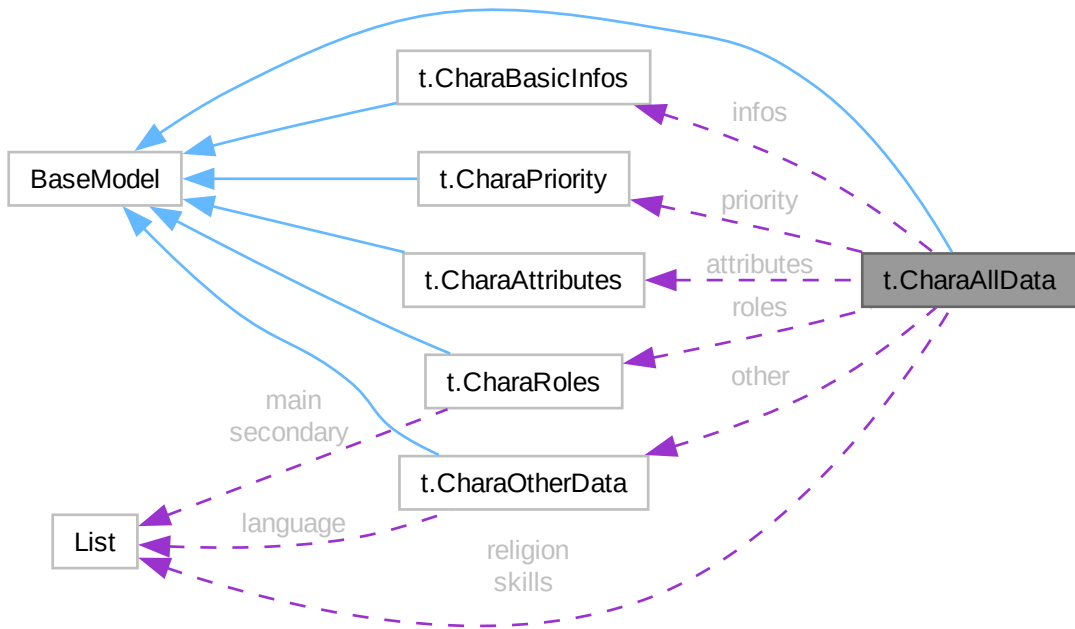 t.CharaBasicInfos
infos
BaseModel
t.CharaPriority
priority
t.CharaAttributes
attributes
t.CharaAllData
roles
t.CharaRoles
other
main
secondary
t.CharaOtherData
language
List
religion
skills